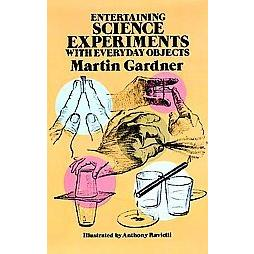 ENTERTAINING
SCIENCE
EXPERIMENTS
WITH EVERYDAY OBJECTS
Martin Gardner
Illustrated by Anthony Ravielli